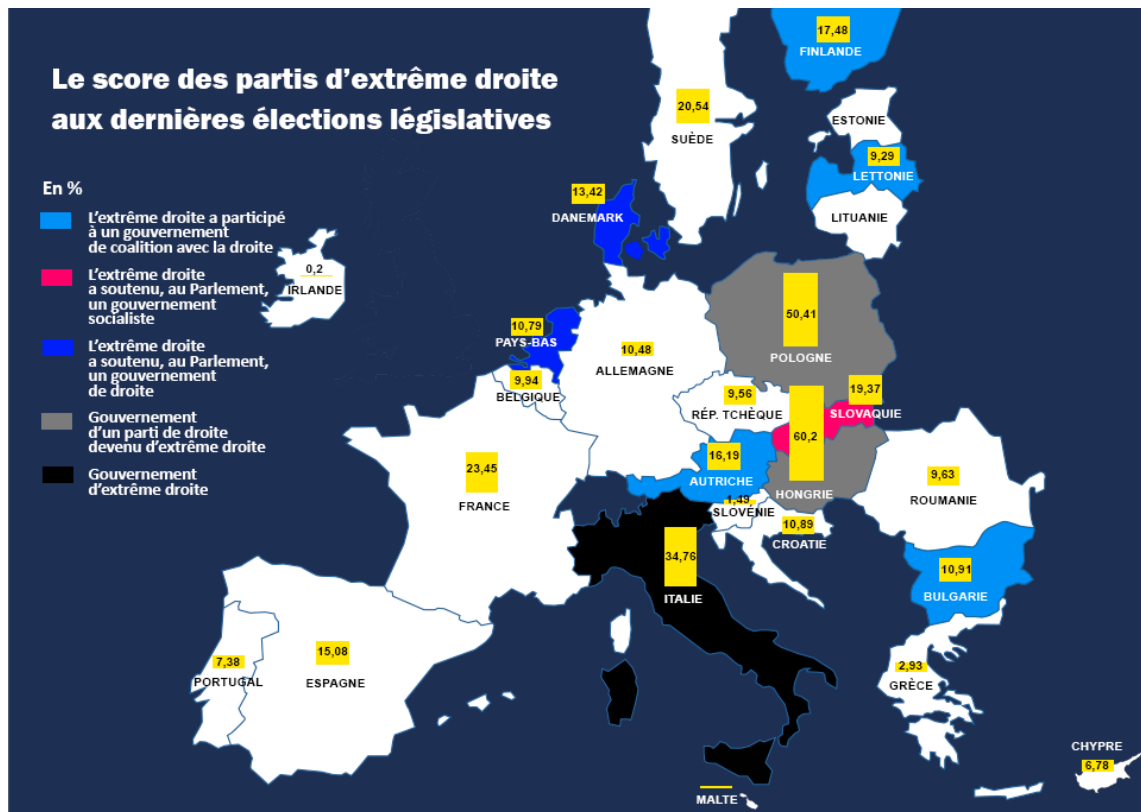 Le score des partis d'extrême droite
aux dernières élections législatives
En %
L'extrême droite a participé
à un gouvernement
de coalition avec la droite
L'extrême droite
a soutenu, au Parlement,
un gouvernement
socialiste
L'extrême droite
a soutenu, au Parlement,
un gouvernement
de droite
Gouvernement
d'un parti de droite
devenu d'extrême droite
Gouvernement
d'extrême droite
17,48
FINLANDE
20,54
SUÈDE
ESTONIE
9,29
LETTONIE
LITUANIE
13,42
DANEMARK
0,2
IRLANDE
50,41
POLOGNE
10,79
PAYS-BAS
10,48
ALLEMAGNE
9,94
BELGIQUE
9,56
RÉP. TCHÈQUE
19,37
SLOVAQUIE
60,2
HONGRIE
16,19
AUTRICHE
23,45
FRANCE
9,63
ROUMANIE
1,49
SLOVÉNIE
10,89
CROATIE
34,76
ITALIE
10,91
BULGARIE
7,38
PORTUGAL
15,08
ESPAGNE
2,93
GRÈCE
CHYPRE
6,78
MALTE